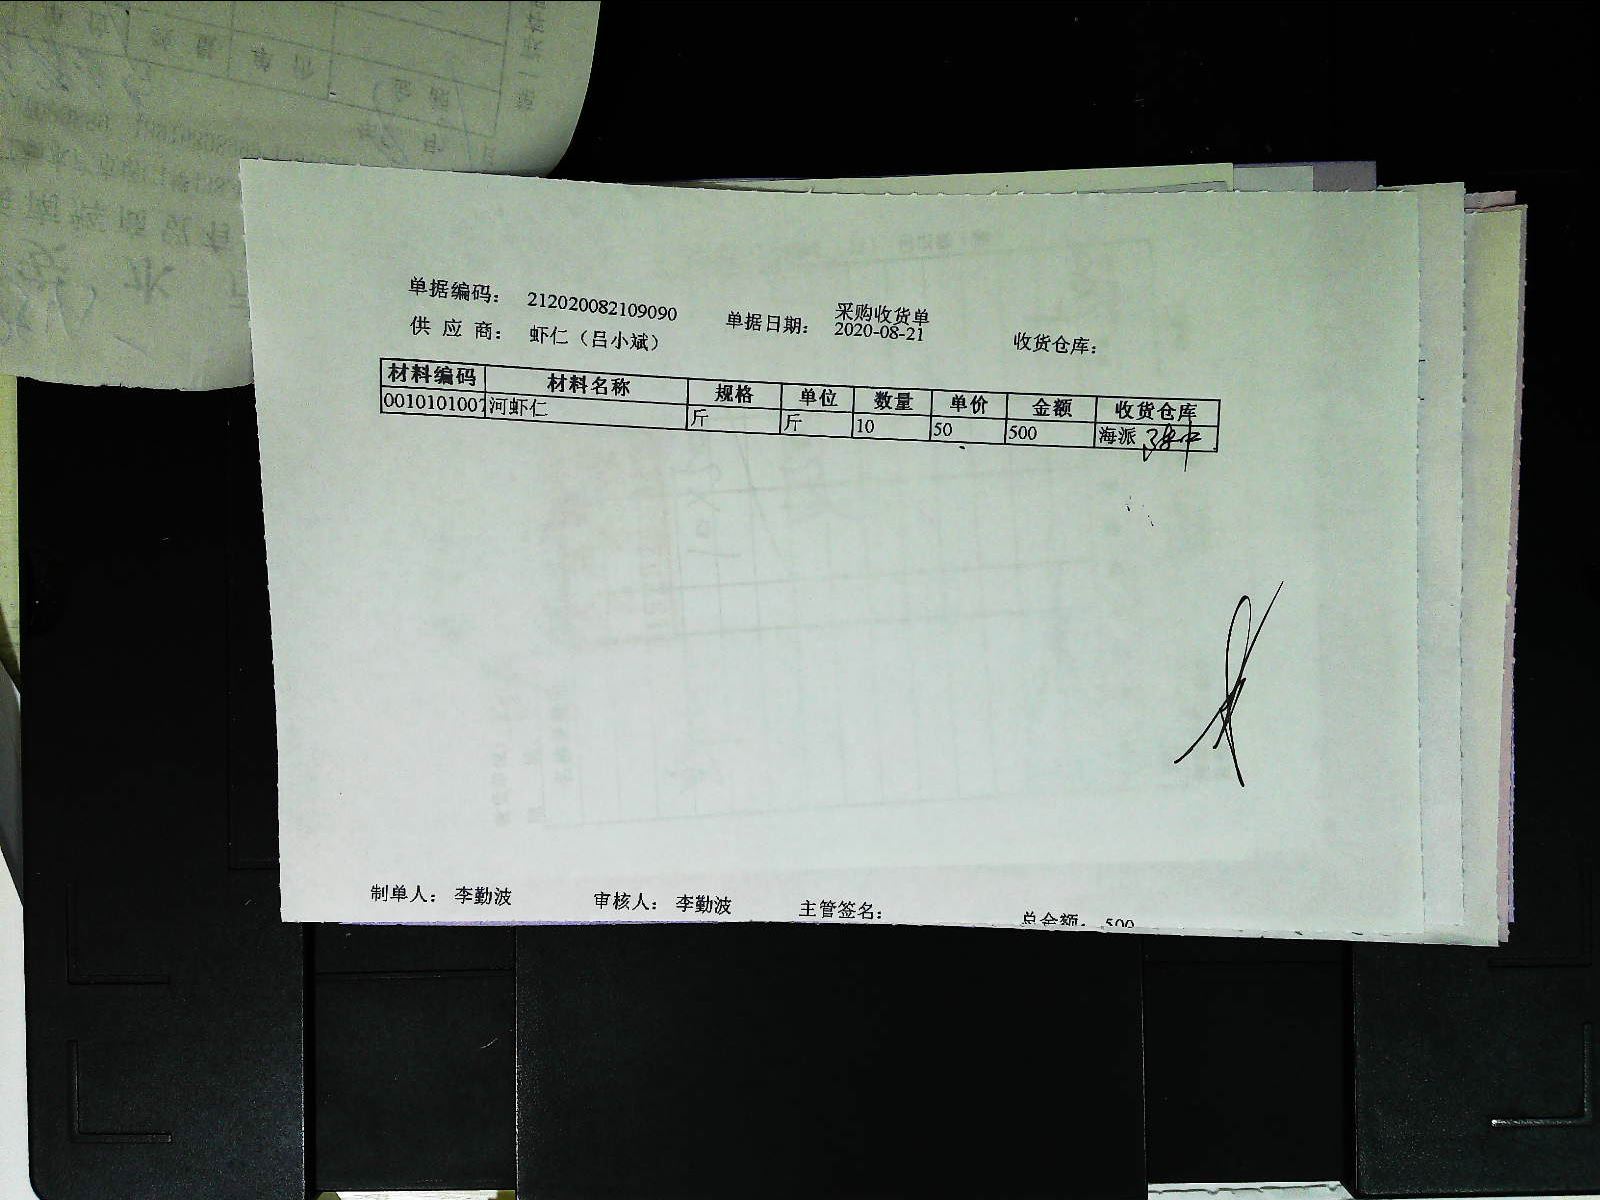 采购收货单
单据编码： 212020082109090 单据日期： 2020-08-21 收货仓库：
供 应 商： 虾仁（吕小斌）
材料编码 材料名称 规格 单位 数量 单价 金额 收货仓库
0010101007 河虾仁 斤 斤 10 50 500 海派
制单人： 李勤波 审核人： 李勤波 主管签名： 总金额： 500